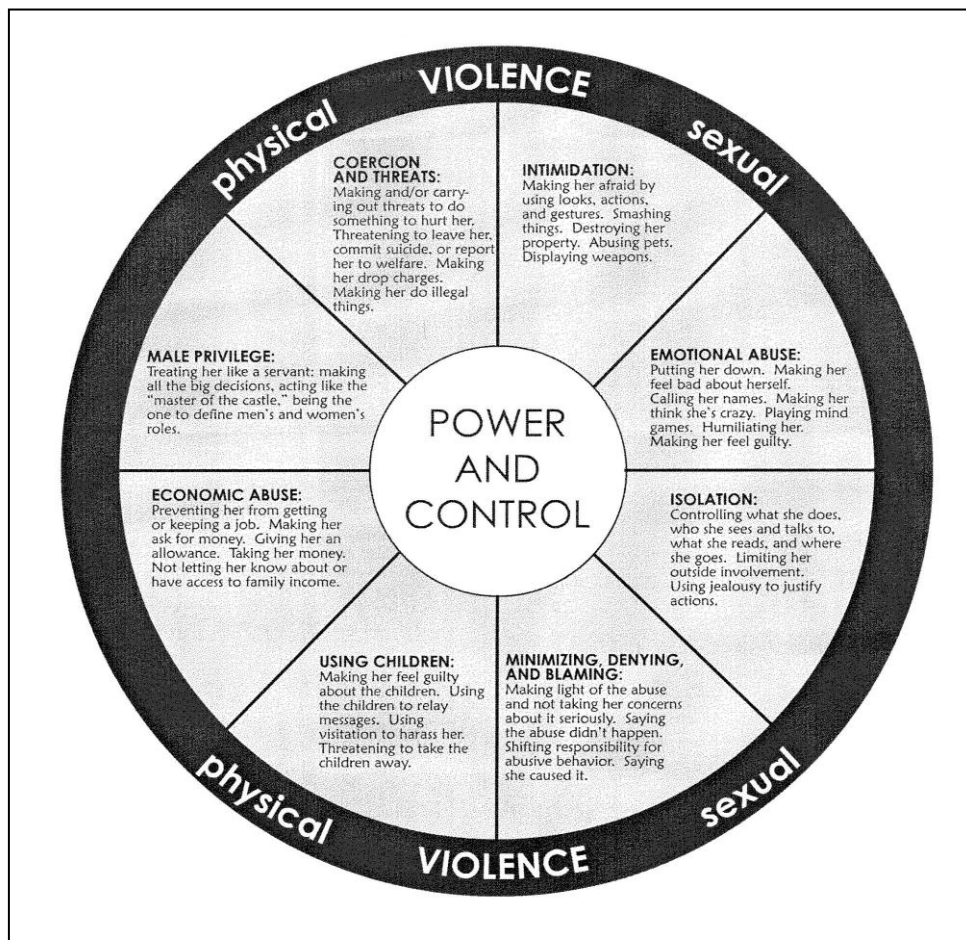 physical VIOLENCE sexual
COERCION
AND THREATS:
Making and/or carry-
ing out threats to do
something to hurt her.
Threatening to leave her,
commit suicide, or report
her to welfare. Making
her drop charges.
Making her do illegal
things.
INTIMIDATION:
Making her afraid by
using looks, actions,
and gestures. Smashing
things. Destroying her
property. Abusing pets.
Displaying weapons.
MALE PRIVILEGE:
Treating her like a servant: making
all the big decisions, acting like the
“master of the castle,” being the
one to define men’s and women’s
roles.
EMOTIONAL ABUSE:
Putting her down. Making her
feel bad about herself.
Calling her names. Making her
think she’s crazy. Playing mind
games. Humiliating her.
Making her feel guilty.
POWER
AND
CONTROL
ECONOMIC ABUSE:
Preventing her from getting
or keeping a job. Making her
ask for money. Giving her an
allowance. Taking her money.
Not letting her know about or
have access to family income.
ISOLATION:
Controlling what she does,
who she sees and talks to,
what she reads, and where
she goes. Limiting her
outside involvement.
Using jealousy to justify
actions.
USING CHILDREN:
Making her feel guilty
about the children. Using
the children to relay
messages. Using
visitation to harass her.
Threatening to take the
children away.
MINIMIZING, DENYING,
AND BLAMING:
Making light of the abuse
and not taking her concerns
about it seriously. Saying
the abuse didn’t happen.
Shifting responsibility for
abusive behavior. Saying
she caused it.
physical VIOLENCE sexual